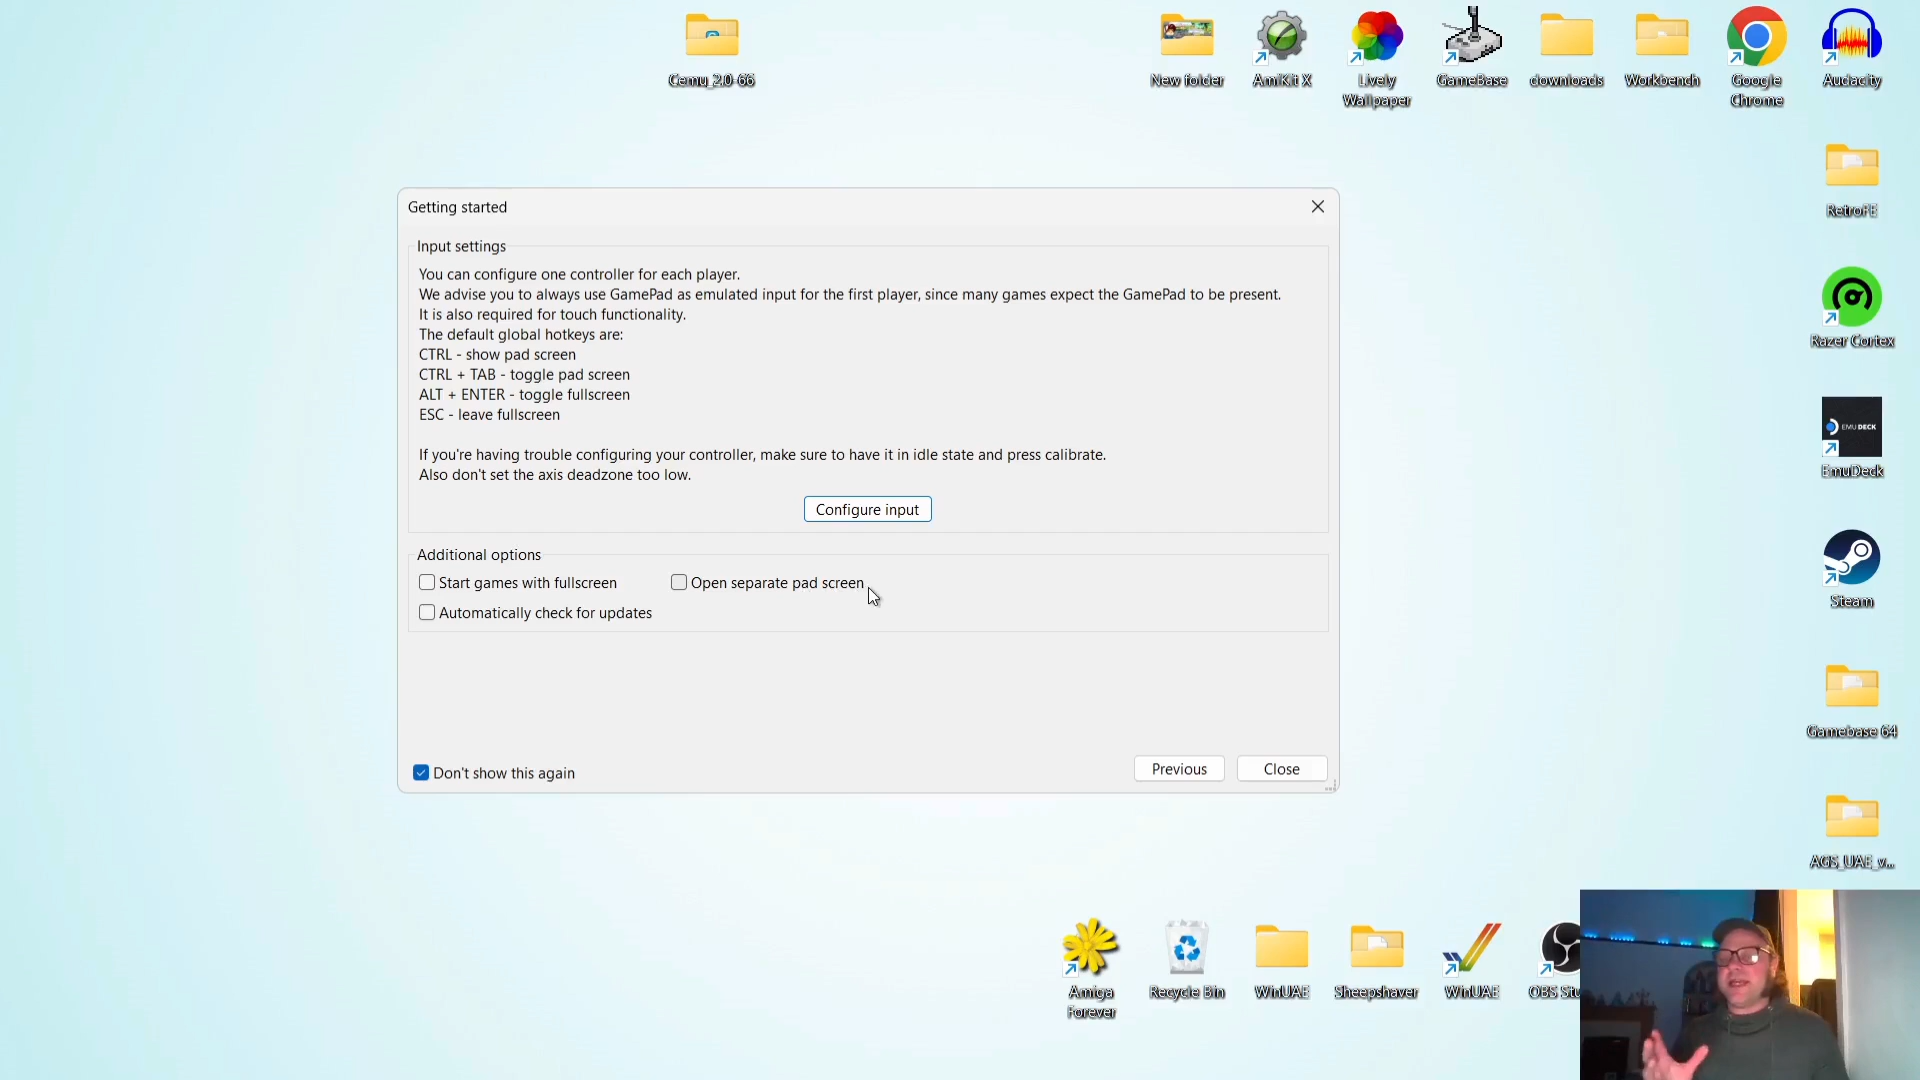 Cemu_2.0-66
New folder
AmiKit X
Lively
Wallpaper
GameBase
downloads
Workbench
Google
Chrome
Audacity
RetroFE
Razer Cortex
EMU DECK
EmuDeck
Steam
Gamebase 64
AGS_UAE_v...
Getting started
Input settings
You can configure one controller for each player.
We advise you to always use GamePad as emulated input for the first player, since many games expect the GamePad to be present.
It is also required for touch functionality.
The default global hotkeys are:
CTRL - show pad screen
CTRL + TAB - toggle pad screen
ALT + ENTER - toggle fullscreen
ESC - leave fullscreen
If you're having trouble configuring your controller, make sure to have it in idle state and press calibrate.
Also don't set the axis deadzone too low.
Configure input
Additional options
Start games with fullscreen
Open separate pad screen
Automatically check for updates
Don't show this again
Previous
Close
Amiga
Forever
Recycle Bin
WinUAE
Sheepshaver
WinUAE
OBS Stu